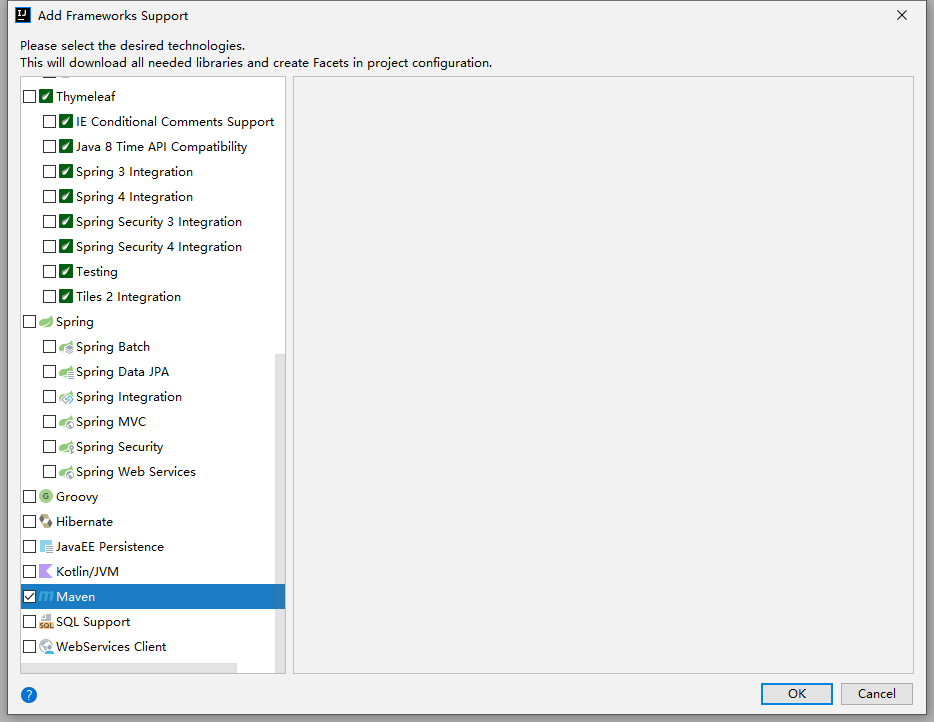 Add Frameworks Support
Please select the desired technologies.
This will download all needed libraries and create Facets in project configuration.
Thymeleaf
IE Conditional Comments Support
Java 8 Time API Compatibility
Spring 3 Integration
Spring 4 Integration
Spring Security 3 Integration
Spring Security 4 Integration
Testing
Tiles 2 Integration
Spring
Spring Batch
Spring Data JPA
Spring Integration
Spring MVC
Spring Security
Spring Web Services
Groovy
Hibernate
JavaEE Persistence
Kotlin/JVM
Maven
SQL Support
WebServices Client
OK
Cancel